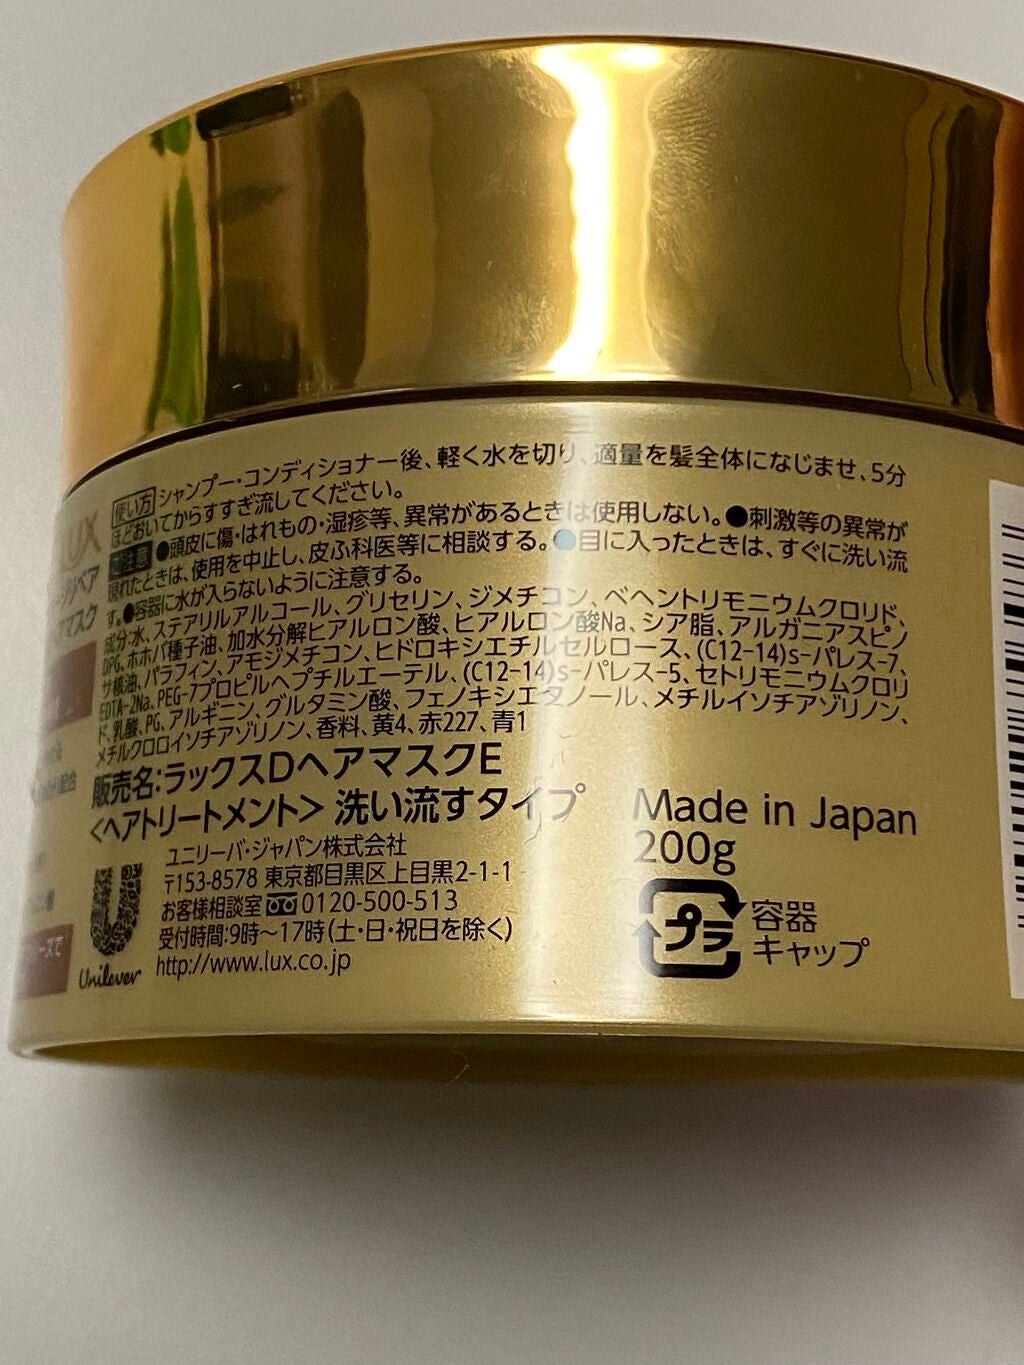 使い方 シャンプー・コンディショナー後、軽く水を切り、適量を髪全体になじませ、5分
ほどおいてからすすぎ流してください。
ご注意 ●頭皮に傷・はれもの・湿疹等、異常があるときは使用しない。●刺激等の異常が
現れたときは、使用を中止し、皮ふ科医等に相談する。●目に入ったときは、すぐに洗い流
す。●容器に水が入らないように注意する。
成分:水、ステアリルアルコール、グリセリン、ジメチコン、ベヘントリモニウムクロリド、
DPG、ホホバ種子油、加水分解ヒアルロン酸、ヒアルロン酸Na、シア脂、アルガニアスピノ
サ核油、パラフィン、アモジメチコン、ヒドロキシエチルセルロース、(C12-14)s-パレス-7、
EDTA-2Na、PEG-7プロピルヘプチルエーテル、(C12-14)s-パレス-5、セトリモニウムクロリ
ド、乳酸、PG、アルギニン、グルタミン酸、フェノキシエタノール、メチルイソチアゾリノン、
メチルクロロイソチアゾリノン、香料、黄4、赤227、青1
販売名:ラックスDヘアマスクE
<ヘアトリートメント> 洗い流すタイプ
ユニリーバ・ジャパン株式会社
〒153-8578 東京都目黒区上目黒2-1-1
お客様相談室 0120-500-513
受付時間:9時〜17時(土・日・祝日を除く)
http://www.lux.co.jp
Unilever
Made in Japan
200g
プラ 容器
キャップ
UX
リペア
マスク
配合